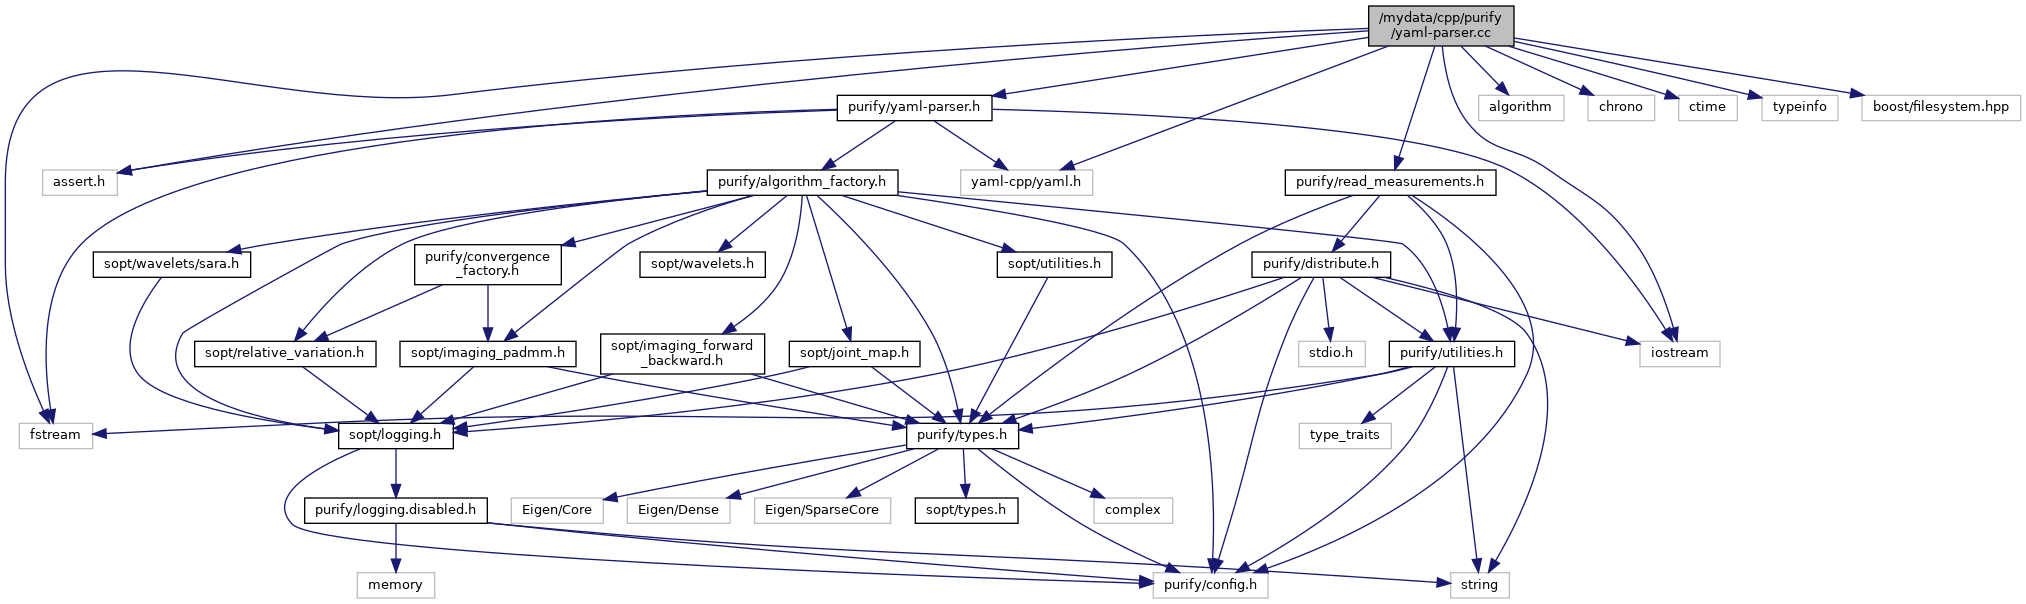 /mydata/cpp/purify
/yaml-parser.cc
purify/yaml-parser.h
algorithm
chrono
ctime
typeinfo
boost/filesystem.hpp
assert.h
purify/algorithm_factory.h
yaml-cpp/yaml.h
purify/read_measurements.h
sopt/wavelets/sara.h
purify/convergence
_factory.h
sopt/wavelets.h
sopt/utilities.h
purify/distribute.h
sopt/relative_variation.h
sopt/imaging_padmm.h
sopt/imaging_forward
_backward.h
sopt/joint_map.h
stdio.h
purify/utilities.h
iostream
fstream
sopt/logging.h
purify/types.h
type_traits
purify/logging.disabled.h
Eigen/Core
Eigen/Dense
Eigen/SparseCore
sopt/types.h
complex
memory
purify/config.h
string